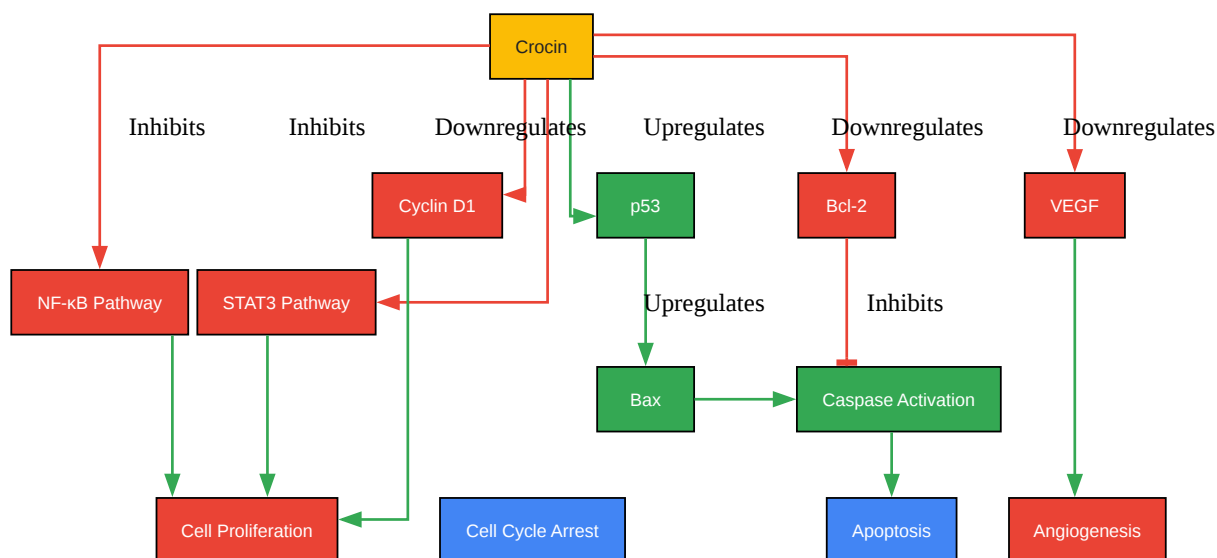 Crocin
Inhibits
Inhibits
Downregulates
Upregulates
Downregulates
Downregulates
Cyclin D1
p53
Bcl-2
VEGF
NF-κB Pathway
STAT3 Pathway
Upregulates
Inhibits
Bax
Caspase Activation
Cell Proliferation
Cell Cycle Arrest
Apoptosis
Angiogenesis